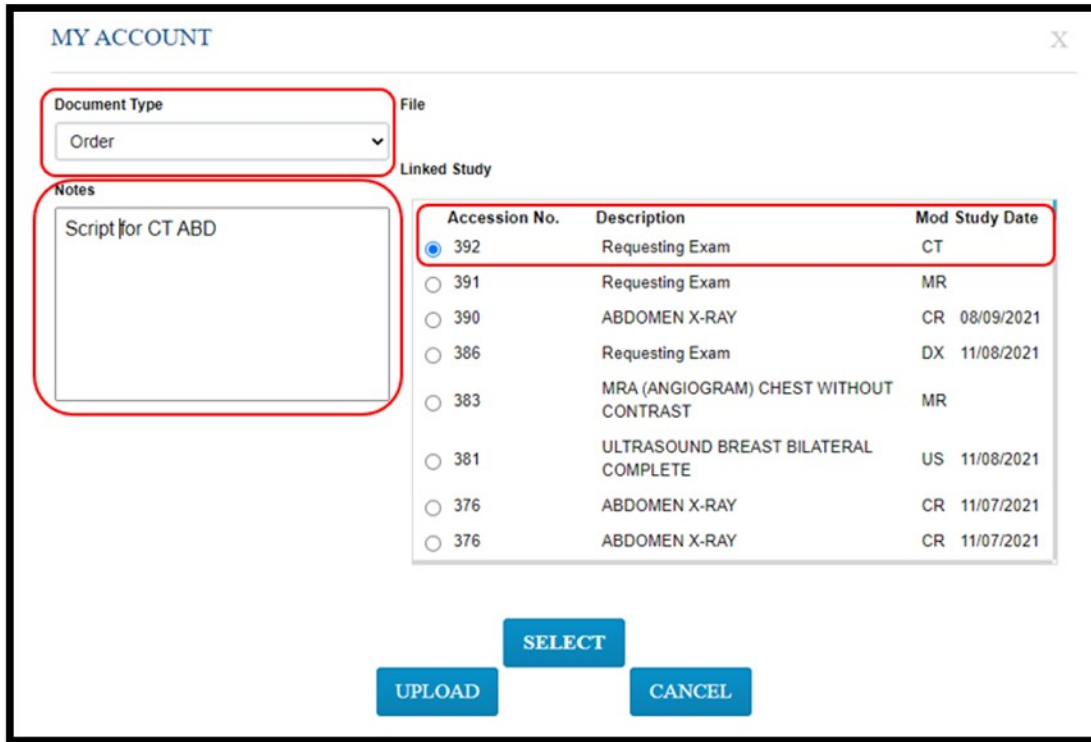 MY ACCOUNT
X
Document Type
Order
Notes
Script for CT ABD
File
Linked Study
Accession No. Description Mod Study Date
392 Requesting Exam CT
391 Requesting Exam MR
390 ABDOMEN X-RAY CR 08/09/2021
386 Requesting Exam DX 11/08/2021
383 MRA (ANGIOGRAM) CHEST WITHOUT
CONTRAST MR
381 ULTRASOUND BREAST BILATERAL
COMPLETE US 11/08/2021
376 ABDOMEN X-RAY CR 11/07/2021
376 ABDOMEN X-RAY CR 11/07/2021
SELECT
UPLOAD CANCEL